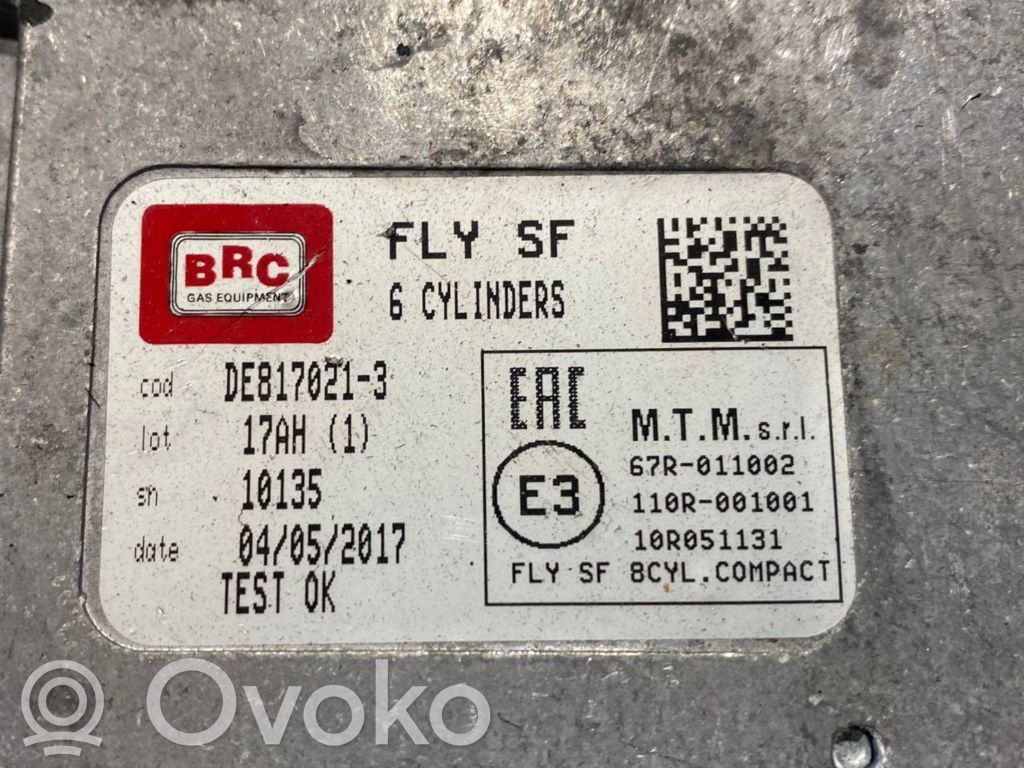 BRC
GAS EQUIPMENT
FLY SF
6 CYLINDERS
cod DE817021-3
lot 17AH (1)
sn 10135
date 04/05/2017
TEST OK
EAC
E3
M.T.M. s.r.l.
67R-011002
110R-001001
10R051131
FLY SF 8CYL.COMPACT
Ovoko